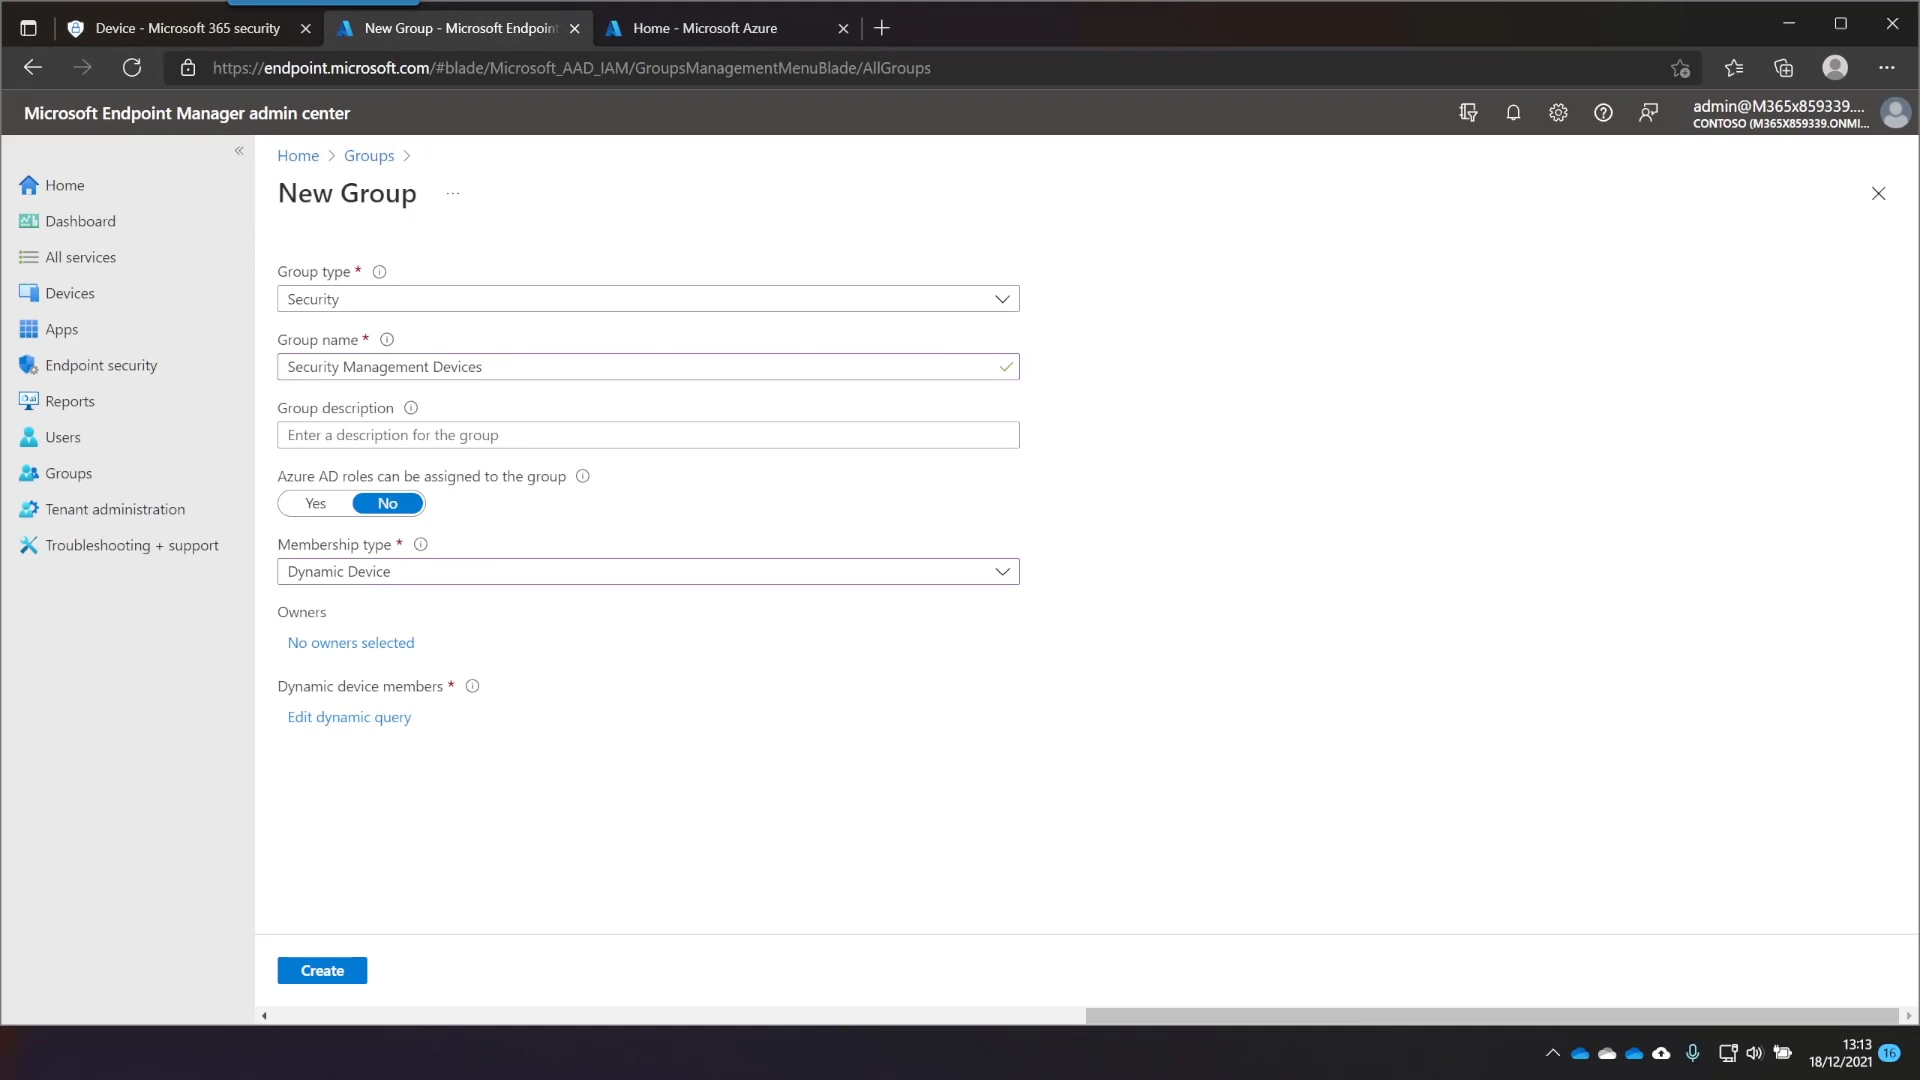 Device - Microsoft 365 security
New Group - Microsoft Endpoint
Home - Microsoft Azure
https://endpoint.microsoft.com/#blade/Microsoft_AAD_IAM/GroupsManagementMenuBlade/AllGroups
Microsoft Endpoint Manager admin center
admin@M365x859339....
CONTOSO (M365X859339.ONMI...
Home
Dashboard
All services
Devices
Apps
Endpoint security
Reports
Users
Groups
Tenant administration
Troubleshooting + support
Home > Groups >
New Group ...
Group type *
Security
Group name *
Security Management Devices
Group description
Enter a description for the group
Azure AD roles can be assigned to the group
Yes No
Membership type *
Dynamic Device
Owners
No owners selected
Dynamic device members *
Edit dynamic query
Create
13:13
18/12/2021
16